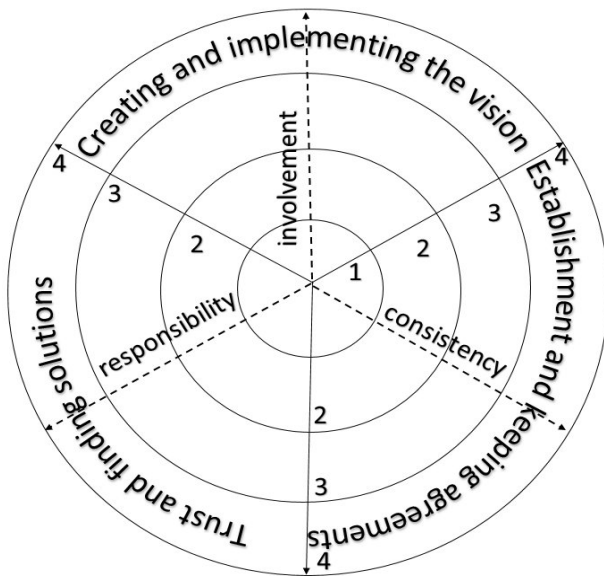 Creating and implementing the vision
Establishment and keeping agreements
Trust and finding solutions
involvement
consistency
responsibility
1
2
3
4
2
3
4
2
3
4